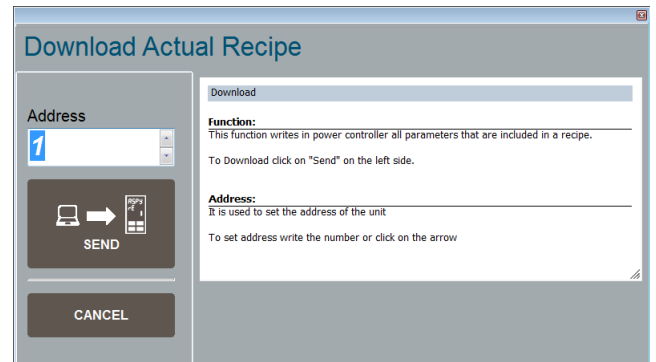 Download Actual Recipe
Address
1
SEND
CANCEL
Download
Function:
This function writes in power controller all parameters that are included in a recipe.
To Download click on "Send" on the left side.
Address:
It is used to set the address of the unit
To set address write the number or click on the arrow